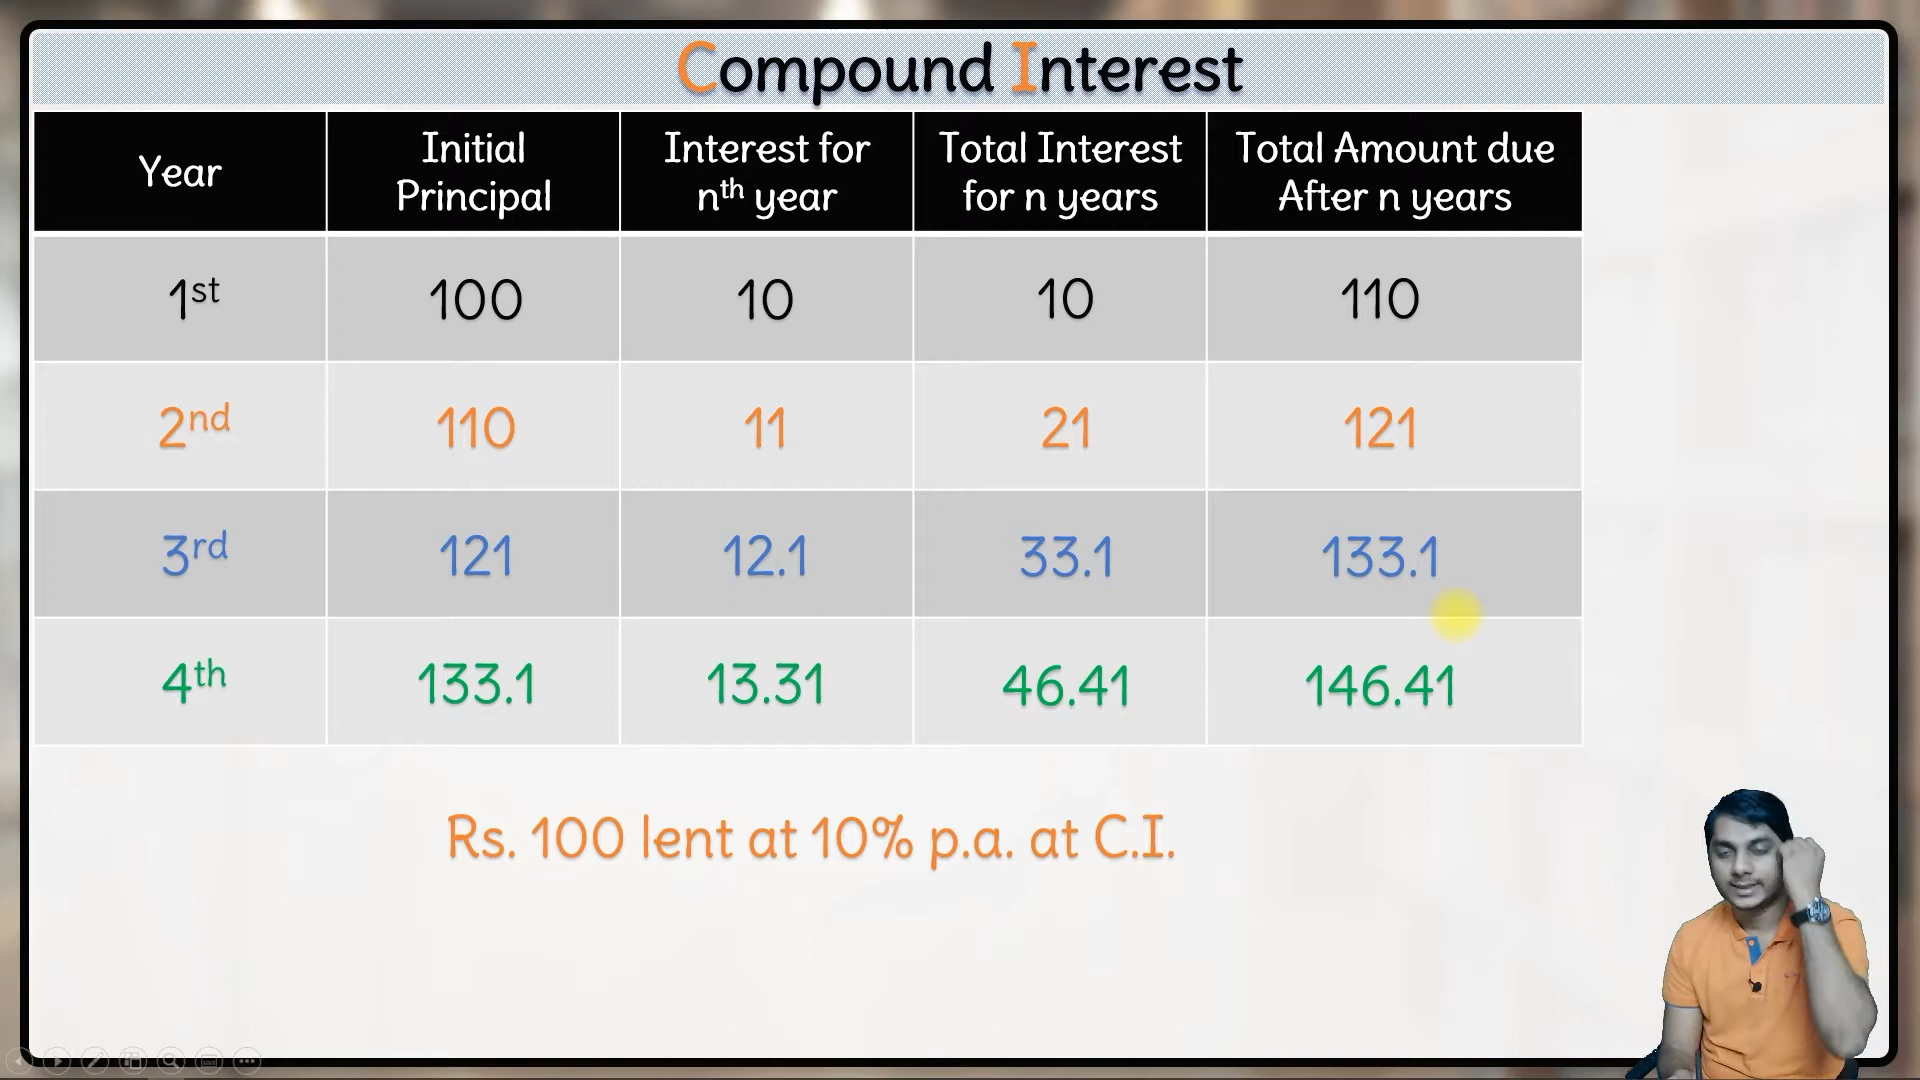 Compound Interest
Year
Initial Principal
Interest for nth year
Total Interest for n years
Total Amount due After n years
1st 100 10 10 110
2nd 110 11 21 121
3rd 121 12.1 33.1 133.1
4th 133.1 13.31 46.41 146.41
Rs. 100 lent at 10% p.a. at C.I.